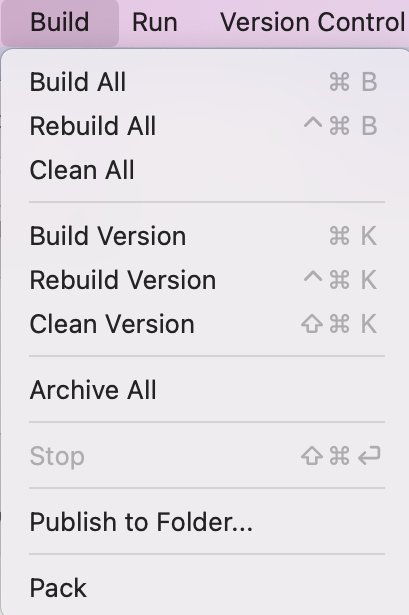 Build Run Version Control
Build All ⌘ B
Rebuild All ^⌘ B
Clean All
Build Version ⌘ K
Rebuild Version ^⌘ K
Clean Version ⇧⌘ K
Archive All
Stop ⇧⌘ ↩
Publish to Folder...
Pack